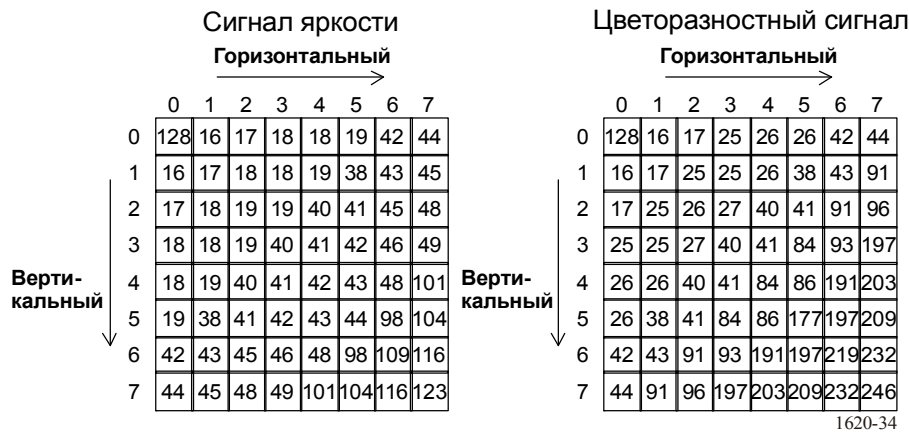 Сигнал яркости
Горизонтальный
0 1 2 3 4 5 6 7
0 128 16 17 18 18 19 42 44
1 16 17 18 18 19 38 43 45
2 17 18 19 19 40 41 45 48
3 18 18 19 40 41 42 46 49
4 18 19 40 41 42 43 48 101
5 19 38 41 42 43 44 98 104
6 42 43 45 46 48 98 109 116
7 44 45 48 49 101 104 116 123
Верти-
кальный
Цветоразностный сигнал
Горизонтальный
0 1 2 3 4 5 6 7
0 128 16 17 25 26 26 42 44
1 16 17 25 25 26 38 43 91
2 17 25 26 27 40 41 91 96
3 25 25 27 40 41 84 93 197
4 26 26 40 41 84 86 191 203
5 26 38 41 84 86 177 197 209
6 42 43 91 93 191 197 219 232
7 44 91 96 197 203 209 232 246
Верти-
кальный
1620-34